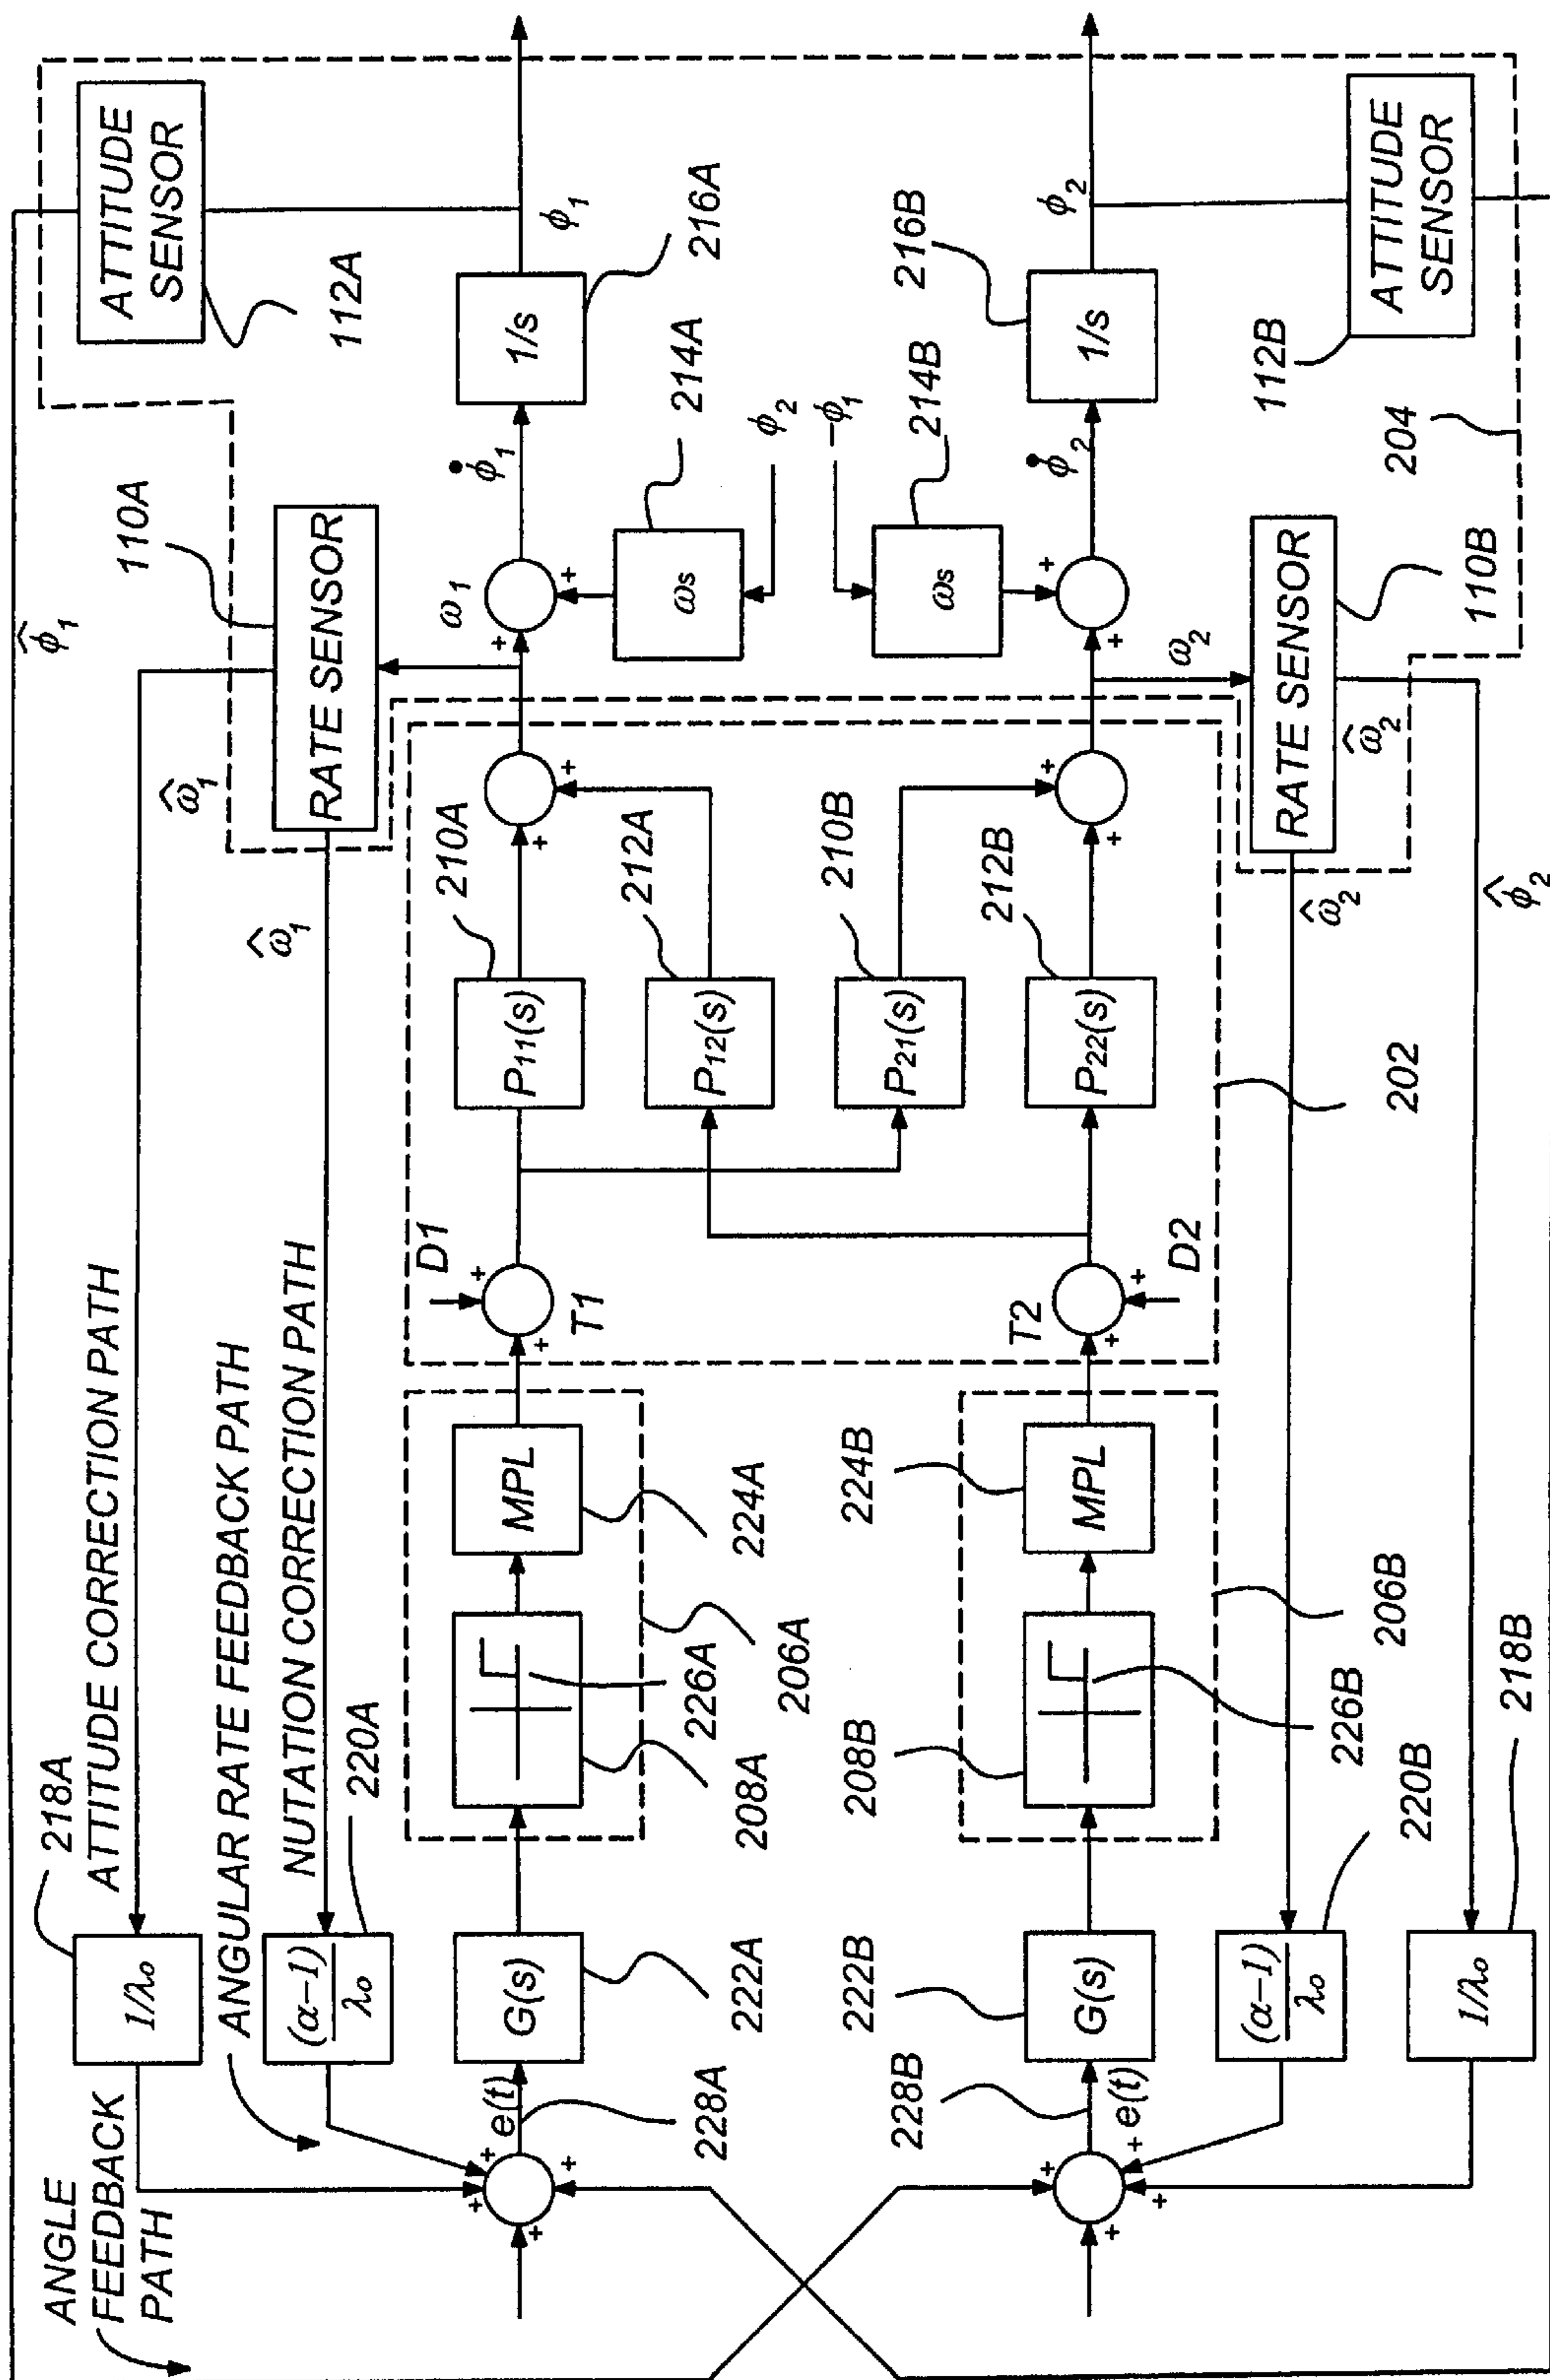 ANGLE
FEEDBACK
PATH
218A
ATTITUDE CORRECTION PATH
ANGULAR RATE FEEDBACK PATH
NUTATION CORRECTION PATH
220A
1/λo
(α−1)
λo
φ̂1
ω̂1
ω̂1
110A
RATE SENSOR
ATTITUDE
SENSOR
112A
+
+
+
+
e(t)
228A
G(s)
222A
208A
226A
206A
MPL
224A
D1
+
+
T1
P11(s)
210A
+
+
P12(s)
212A
ω1
+
+
ωs
214A
φ̇1
φ2
1/s
216A
φ1
P21(s)
210B
−φ1
ωs
214B
+
+
+
e(t)
228B
+
G(s)
222B
208B
226B
206B
MPL
224B
T2
+
+
D2
P22(s)
212B
+
+
202
ω2
+
+
φ̇2
1/s
216B
φ2
(α−1)
λo
220B
1/λo
218B
ω̂2
ω̂2
φ̂2
RATE SENSOR
110B
204
112B
ATTITUDE
SENSOR